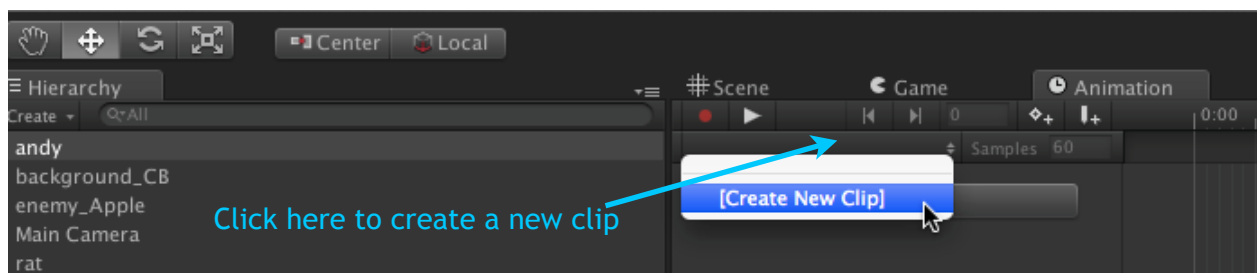 Center Local
Hierarchy
Scene Game Animation
Create All
0 0:00
andy
Samples 60
background_CB
[Create New Clip]
enemy_Apple
Click here to create a new clip
Main Camera
rat